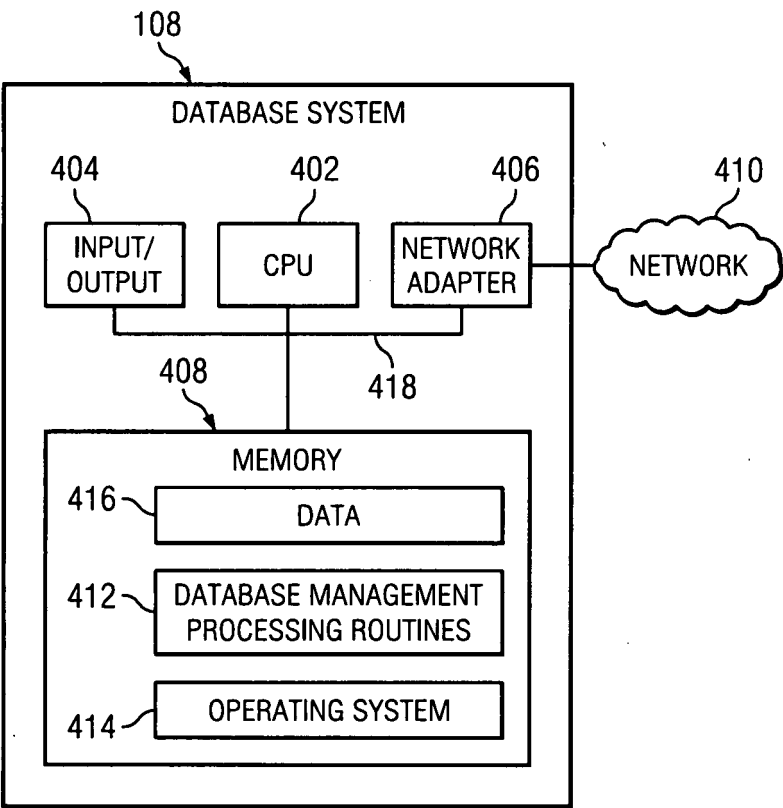 108
DATABASE SYSTEM
404
402
406
410
INPUT/
OUTPUT
CPU
NETWORK
ADAPTER
NETWORK
408
418
MEMORY
416
DATA
412
DATABASE MANAGEMENT
PROCESSING ROUTINES
414
OPERATING SYSTEM